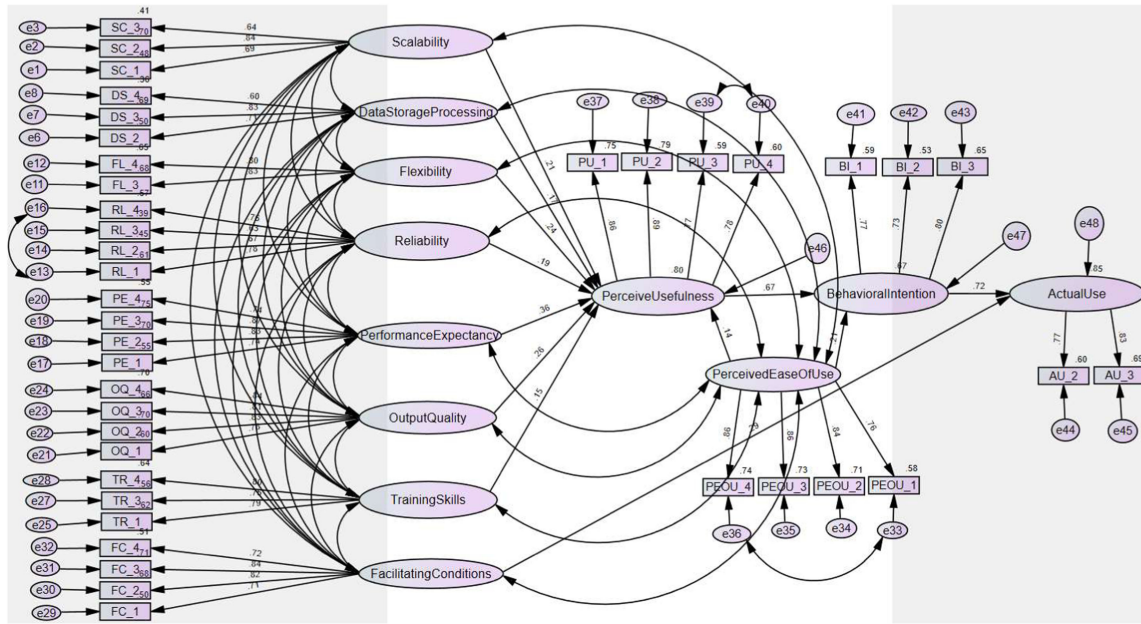 .41
e3 SC_3 .70 .64 Scalability
e2 SC_2 .48 .84
e1 SC_1 .69
e8 DS_4 .69 .60 DataStorageProcessing
e7 DS_3 .50 .83
e6 DS_2
.65
e12 FL_4 .68 .80 Flexibility
e11 FL_3 .83
e16 RL_4 .39 Reliability
e15 RL_3 .45
e14 RL_2 .61
e13 RL_1
.55
e20 PE_4 .75 PerformanceExpectancy
e19 PE_3 .70
e18 PE_2 .55
e17 PE_1
e24 OQ_4 .66 OutputQuality
e23 OQ_3 .70
e22 OQ_2 .60
e21 OQ_1
.64
e28 TR_4 .56 TrainingSkills
e27 TR_3 .62
e25 TR_1 .79
.51
e32 FC_4 .71 .72 FacilitatingConditions
e31 FC_3 .68 .84
e30 FC_2 .50 .82
e29 FC_1 .71
.21
.24
.19
.36
.26
.15
e37 e38 e39 e40
.75 .79 .59 .60
PU_1 PU_2 PU_3 PU_4
.86 .89 .78
e46
.80
PerceiveUsefulness
.67
.14
e41 e42 e43
.59 .53 .65
BI_1 BI_2 BI_3
.77 .73 .80
e47
.67
BehavioralIntention
.72
.21
e48
.85
ActualUse
.77 .83
.60 .69
AU_2 AU_3
e44 e45
PerceivedEaseOfUse
.86 .86 .84 .76
.74 .73 .71 .58
PEOU_4 PEOU_3 PEOU_2 PEOU_1
e36 e35 e34 e33